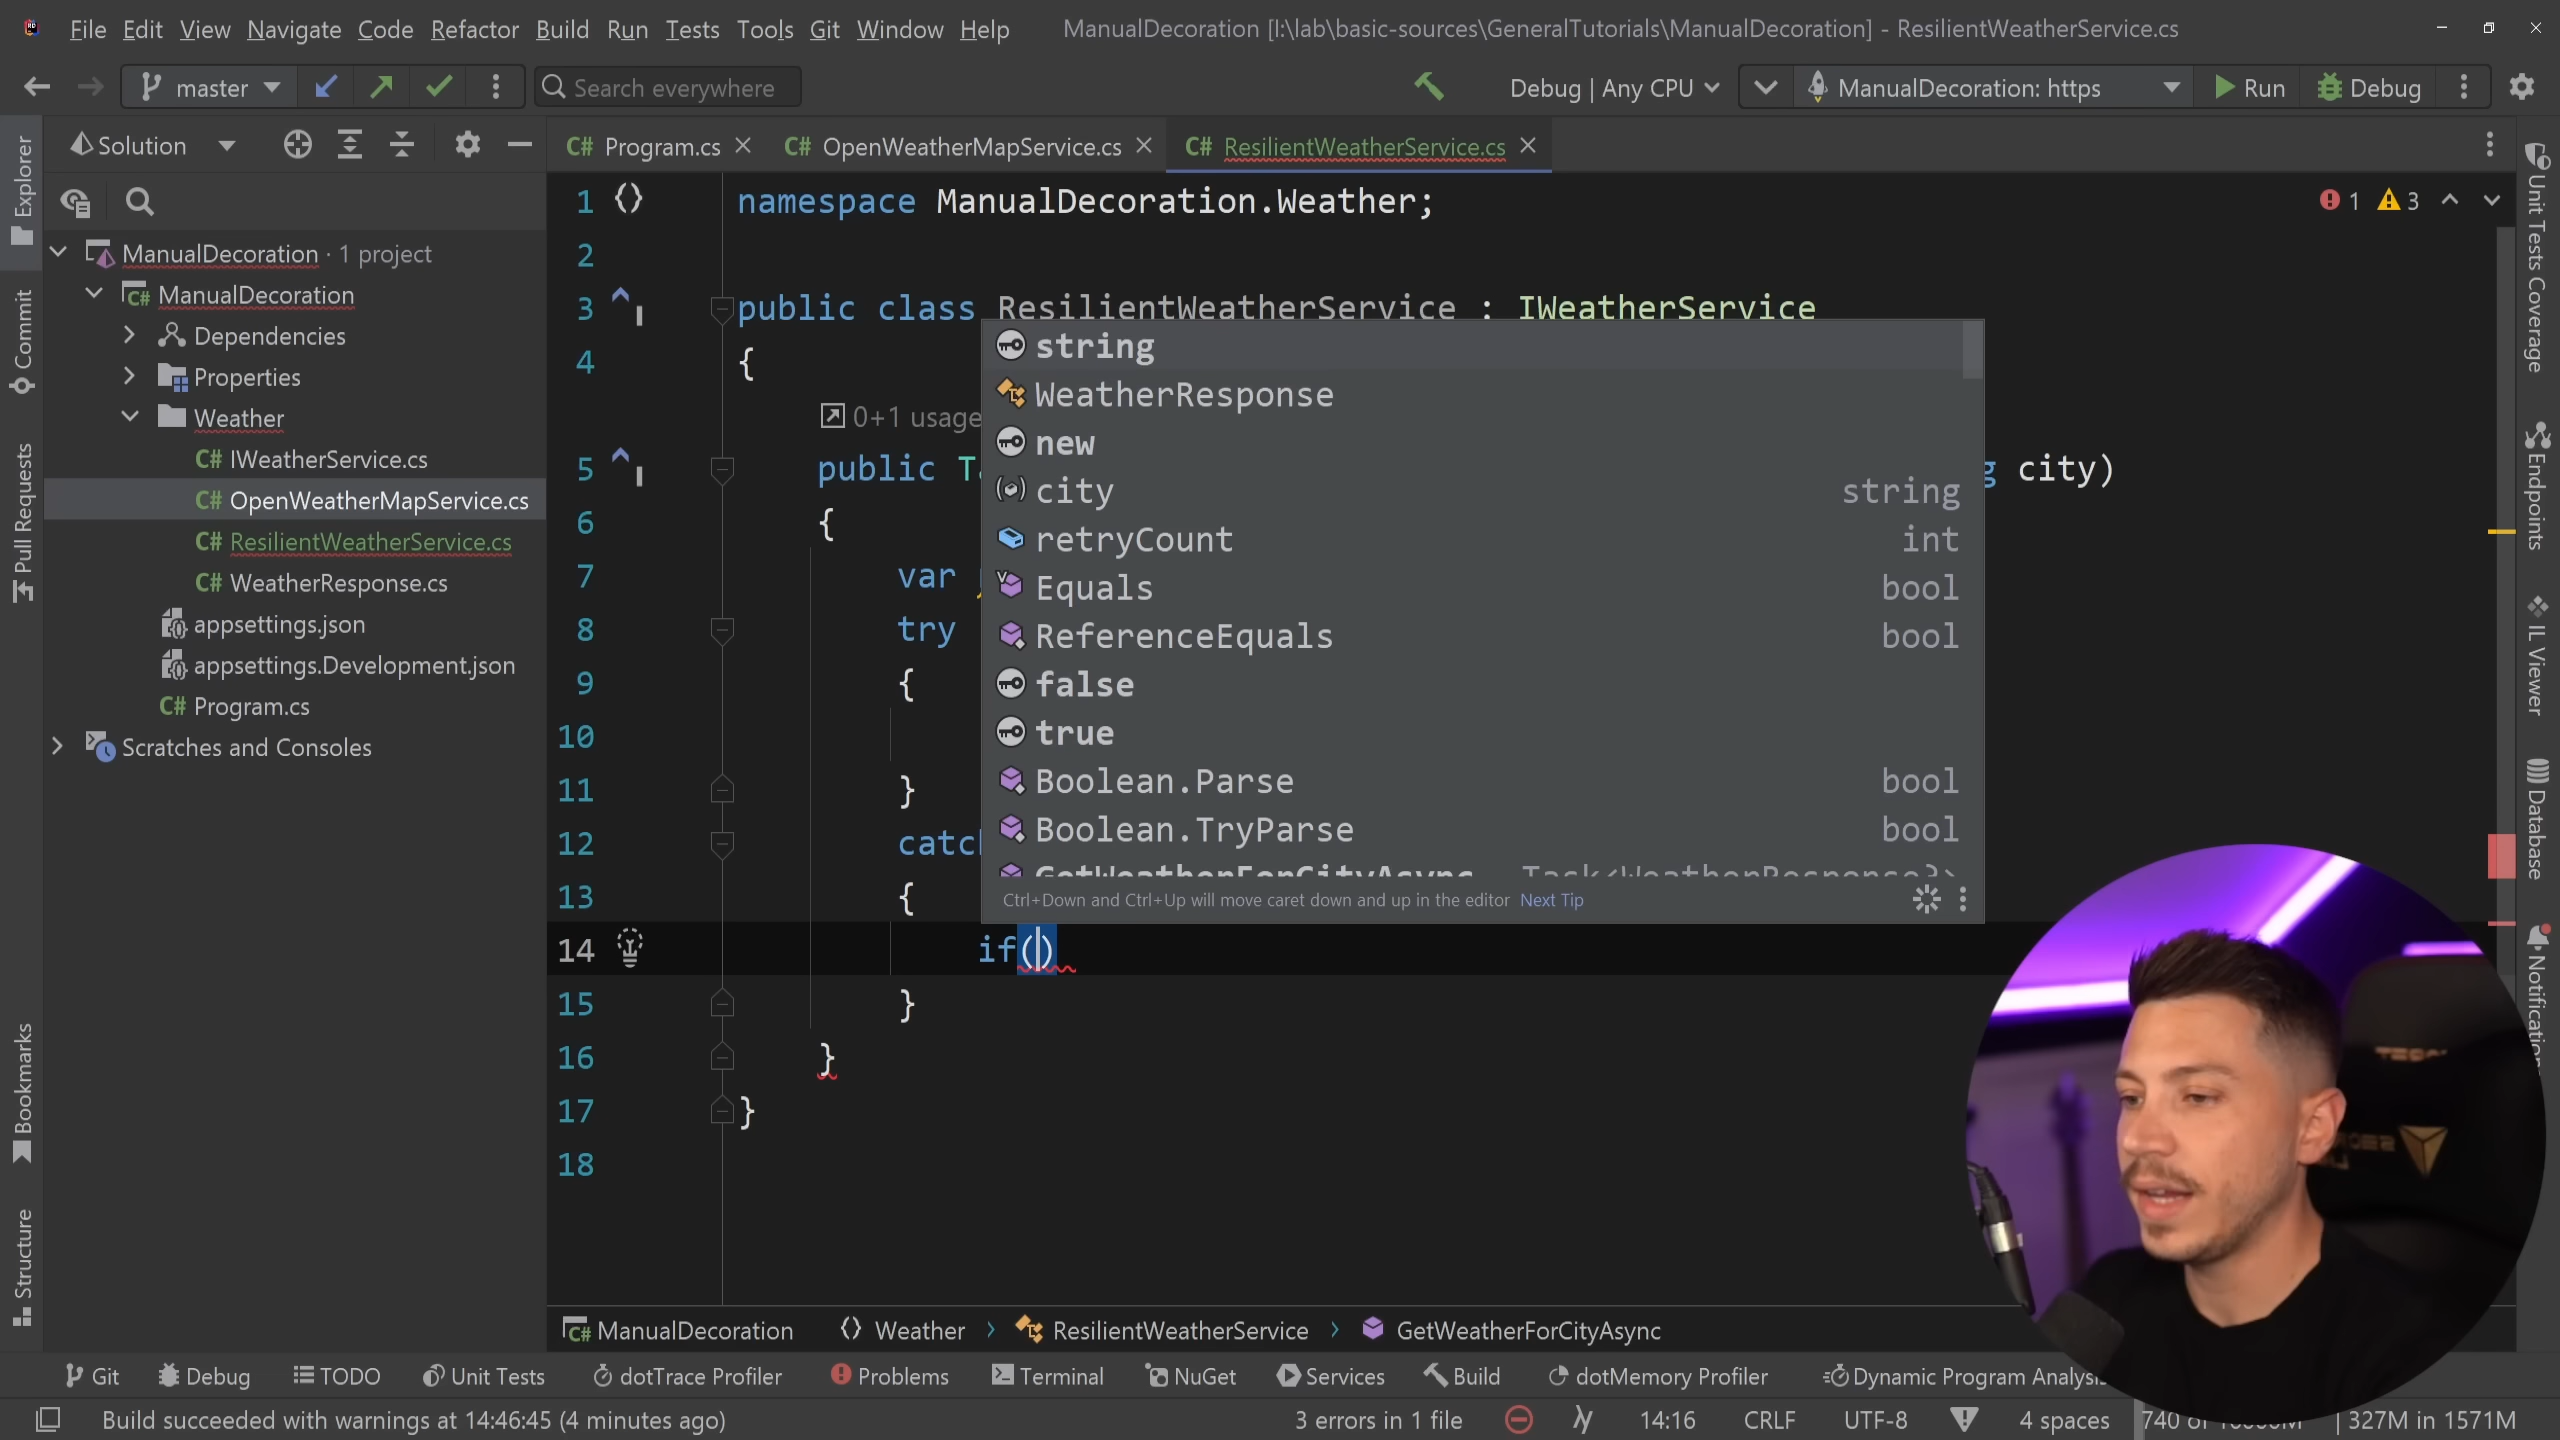 File Edit View Navigate Code Refactor Build Run Tests Tools Git Window Help ManualDecoration [I:\lab\basic-sources\GeneralTutorials\ManualDecoration] - ResilientWeatherService.cs
master Search everywhere Debug | Any CPU ManualDecoration: https Run Debug
Solution
C# Program.cs C# OpenWeatherMapService.cs C# ResilientWeatherService.cs
Explorer
Commit
Pull Requests
Bookmarks
Structure
ManualDecoration · 1 project
C# ManualDecoration
Dependencies
Properties
Weather
C# IWeatherService.cs
C# OpenWeatherMapService.cs
C# ResilientWeatherService.cs
C# WeatherResponse.cs
appsettings.json
appsettings.Development.json
C# Program.cs
Scratches and Consoles
1 namespace ManualDecoration.Weather;
1 3
2
3 public class ResilientWeatherService : IWeatherService
4 {
0+1 usage
5 public city)
6 {
7 var
8 try
9 {
10
11 }
12
13 {
14 if()
15 }
16 }
17 }
18
string
WeatherResponse
new
city string
retryCount int
Equals bool
ReferenceEquals bool
false
true
Boolean.Parse bool
Boolean.TryParse bool
GetWeatherForCityAsync Task<WeatherResponse?>
Ctrl+Down and Ctrl+Up will move caret down and up in the editor Next Tip
Unit Tests Coverage
Endpoints
IL Viewer
Database
C# ManualDecoration Weather ResilientWeatherService GetWeatherForCityAsync
Git Debug TODO Unit Tests dotTrace Profiler Problems Terminal NuGet Services Build dotMemory Profiler Dynamic Program
Build succeeded with warnings at 14:46:45 (4 minutes ago) 3 errors in 1 file 14:16 CRLF UTF-8 4 spaces 327M in 1571M